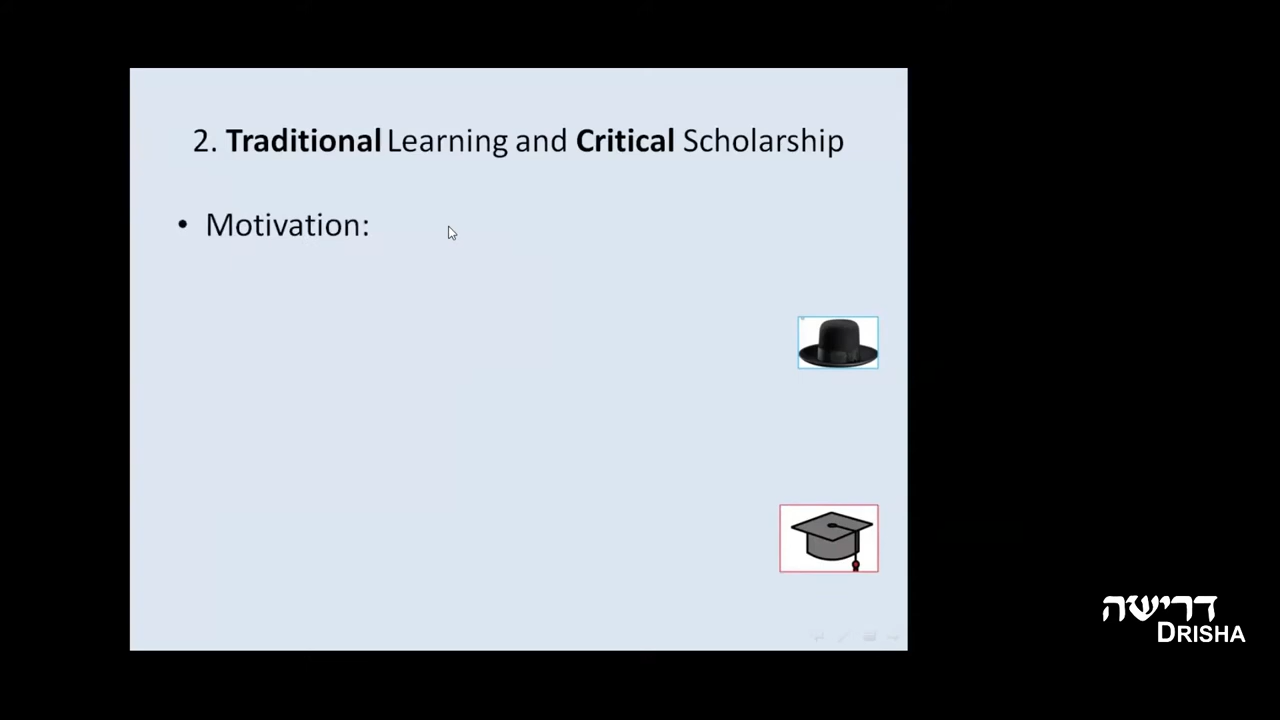 2. Traditional Learning and Critical Scholarship
• Motivation:
דרישה
DRISHA